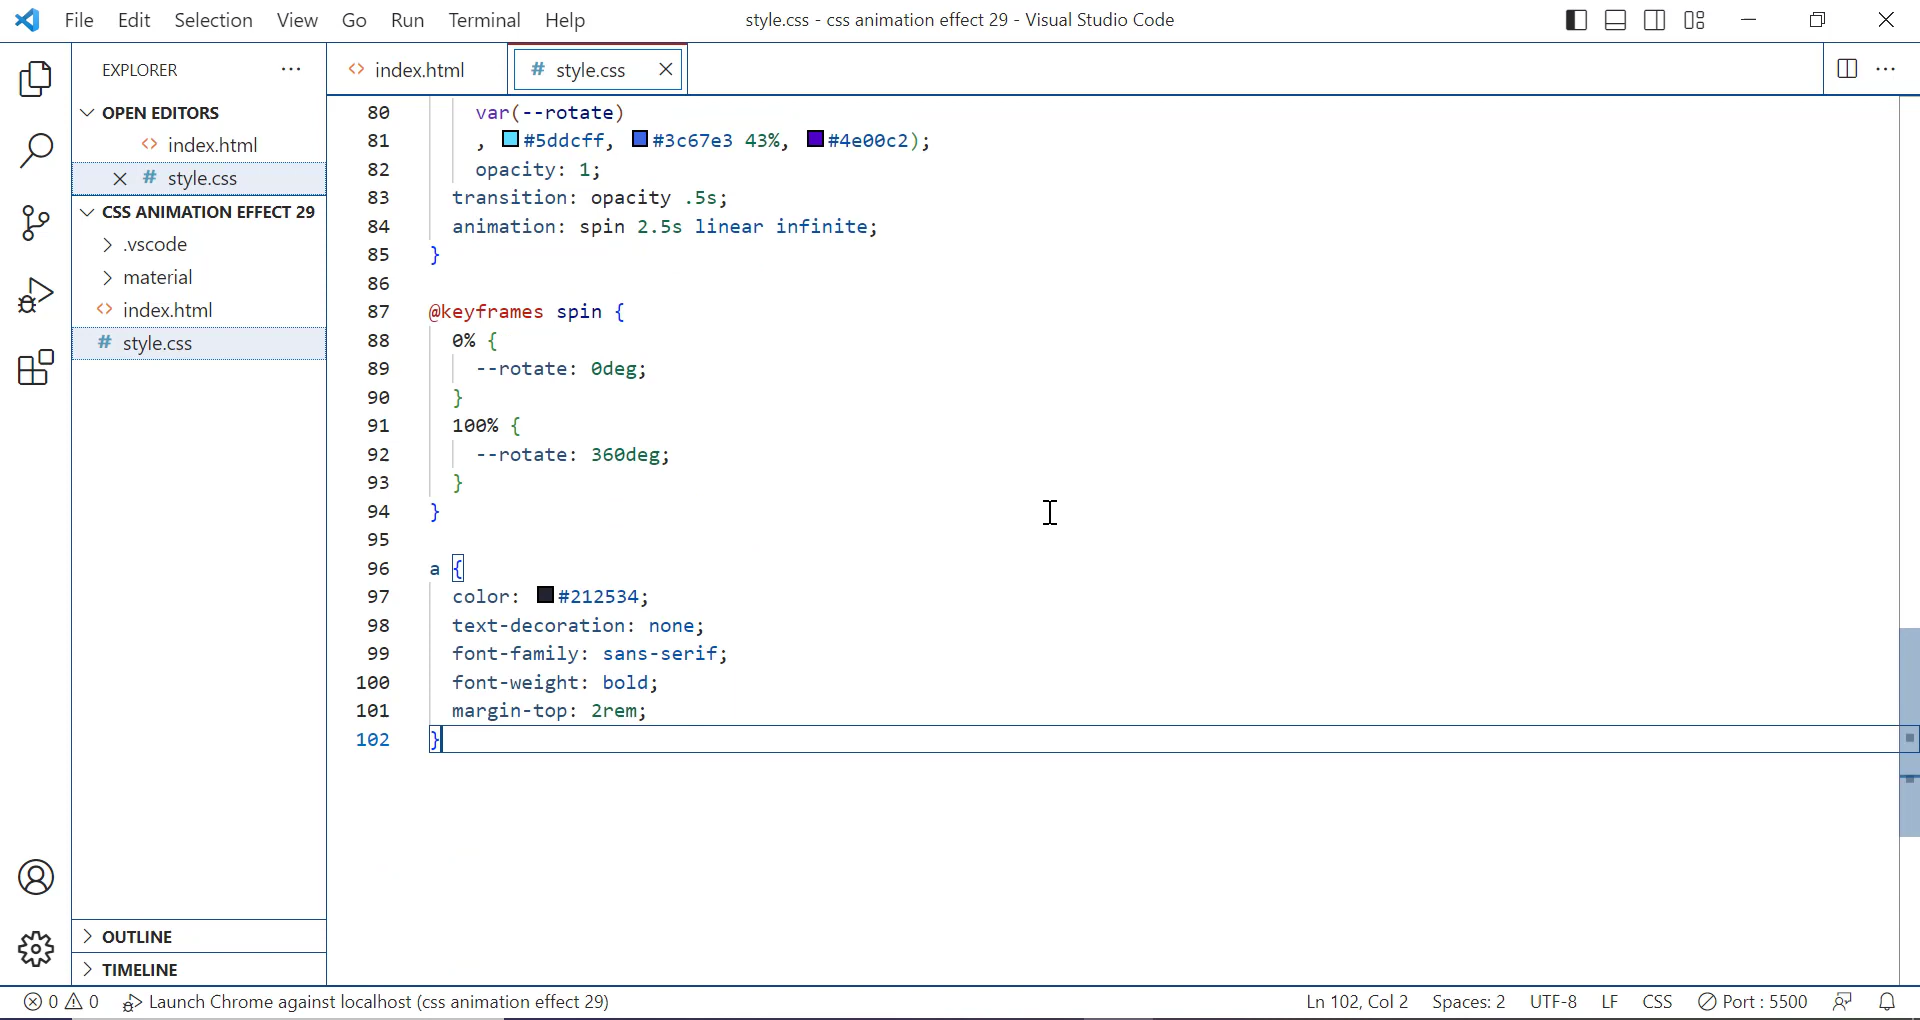 File Edit Selection View Go Run Terminal Help style.css - css animation effect 29 - Visual Studio Code
EXPLORER ···
OPEN EDITORS
<> index.html
× # style.css
CSS ANIMATION EFFECT 29
.vscode
material
<> index.html
# style.css
OUTLINE
TIMELINE
<> index.html # style.css × ···
80 var(--rotate)
81 , #5ddcff, #3c67e3 43%, #4e00c2);
82 opacity: 1;
83 transition: opacity .5s;
84 animation: spin 2.5s linear infinite;
85 }
86
87 @keyframes spin {
88 0% {
89 --rotate: 0deg;
90 }
91 100% {
92 --rotate: 360deg;
93 }
94 }
95
96 a {
97 color: #212534;
98 text-decoration: none;
99 font-family: sans-serif;
100 font-weight: bold;
101 margin-top: 2rem;
102 }
0 0 Launch Chrome against localhost (css animation effect 29) Ln 102, Col 2 Spaces: 2 UTF-8 LF CSS Port : 5500